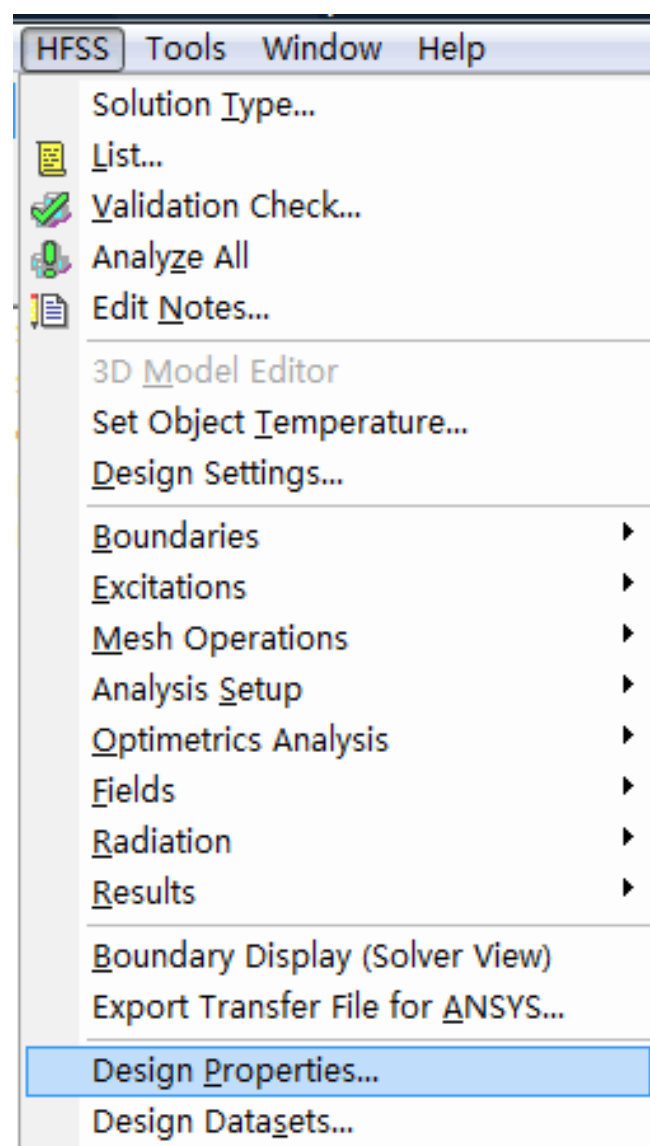 HFSS Tools Window Help
Solution Type...
List...
Validation Check...
Analyze All
Edit Notes...
3D Model Editor
Set Object Temperature...
Design Settings...
Boundaries
Excitations
Mesh Operations
Analysis Setup
Optimetrics Analysis
Fields
Radiation
Results
Boundary Display (Solver View)
Export Transfer File for ANSYS...
Design Properties...
Design Datasets...